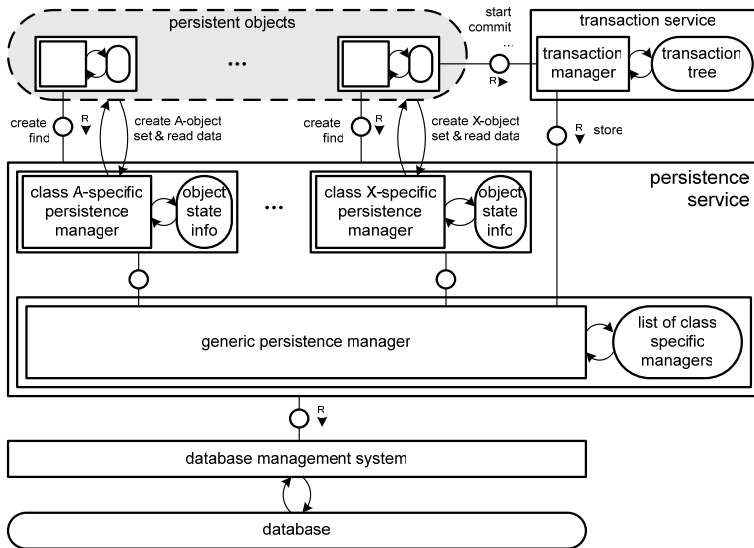 persistent objects
start
commit
...
R
transaction service
transaction
manager
transaction
tree
...
create
find
R
create A-object
set & read data
create
find
R
create X-object
set & read data
R
store
persistence
service
class A-specific
persistence
manager
object
state
info
...
class X-specific
persistence
manager
object
state
info
generic persistence manager
list of class
specific
managers
R
database management system
database